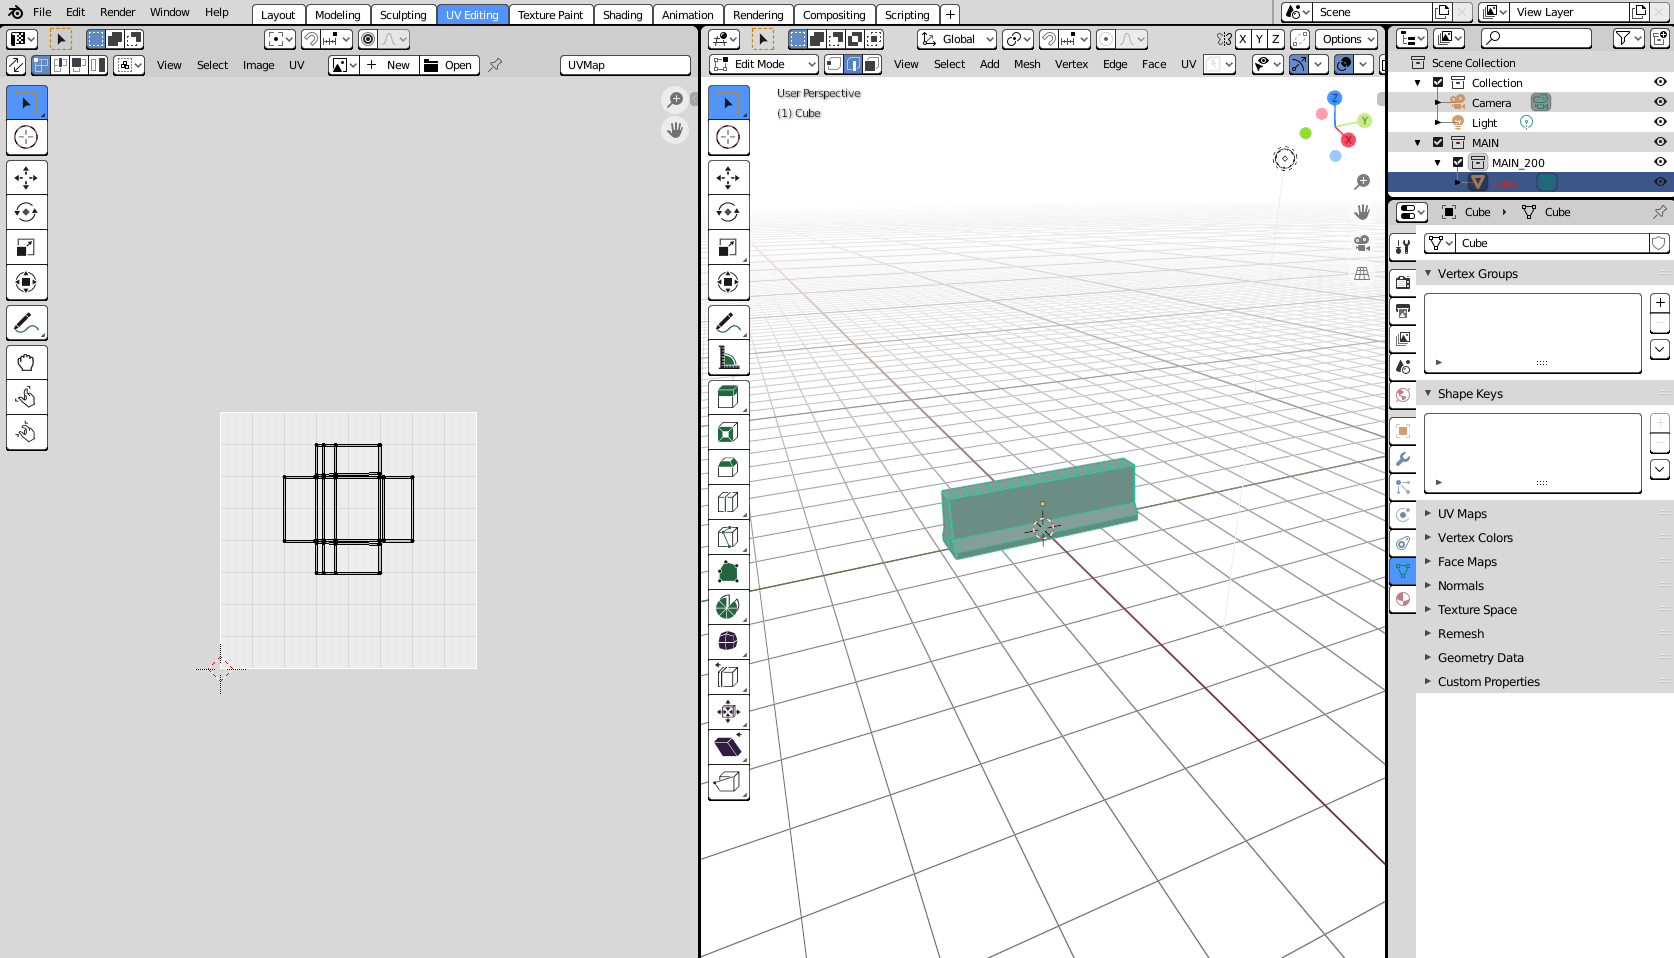 File Edit Render Window Help Layout Modeling Sculpting UV Editing Texture Paint Shading Animation Rendering Compositing Scripting + Scene View Layer
Global X Y Z Options
View Select Image UV New Open UVMap
Edit Mode View Select Add Mesh Vertex Edge Face UV
User Perspective
(1) Cube
Z
Y
X
Scene Collection
Collection
Camera
Light
MAIN
MAIN_200
Cube
Cube Cube
Cube
Vertex Groups
Shape Keys
UV Maps
Vertex Colors
Face Maps
Normals
Texture Space
Remesh
Geometry Data
Custom Properties